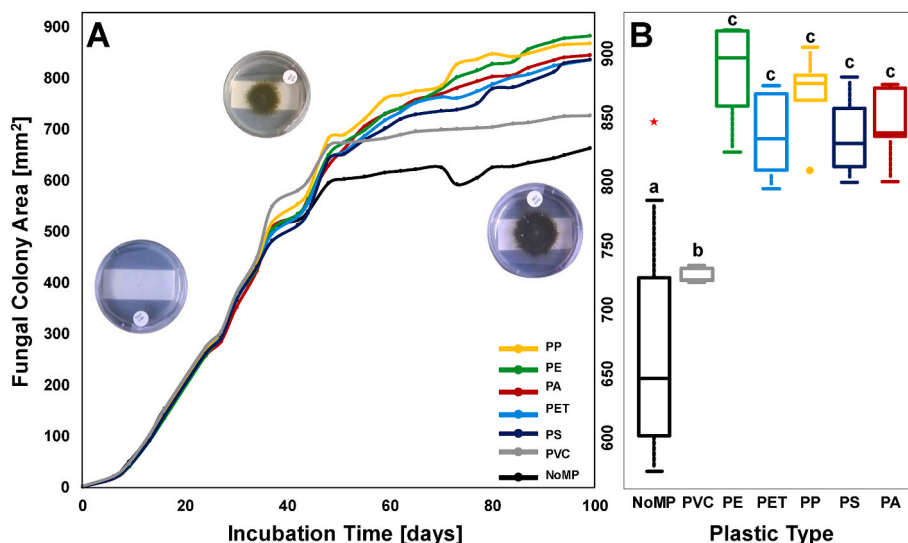 A
Fungal Colony Area [mm²]
900
800
700
600
500
400
300
200
100
0
0 20 40 60 80 100
Incubation Time [days]
PP
PE
PA
PET
PS
PVC
NoMP
B
900
850
800
750
700
650
600
a
b
c
c
c
c
c
NoMP PVC PE PET PP PS PA
Plastic Type